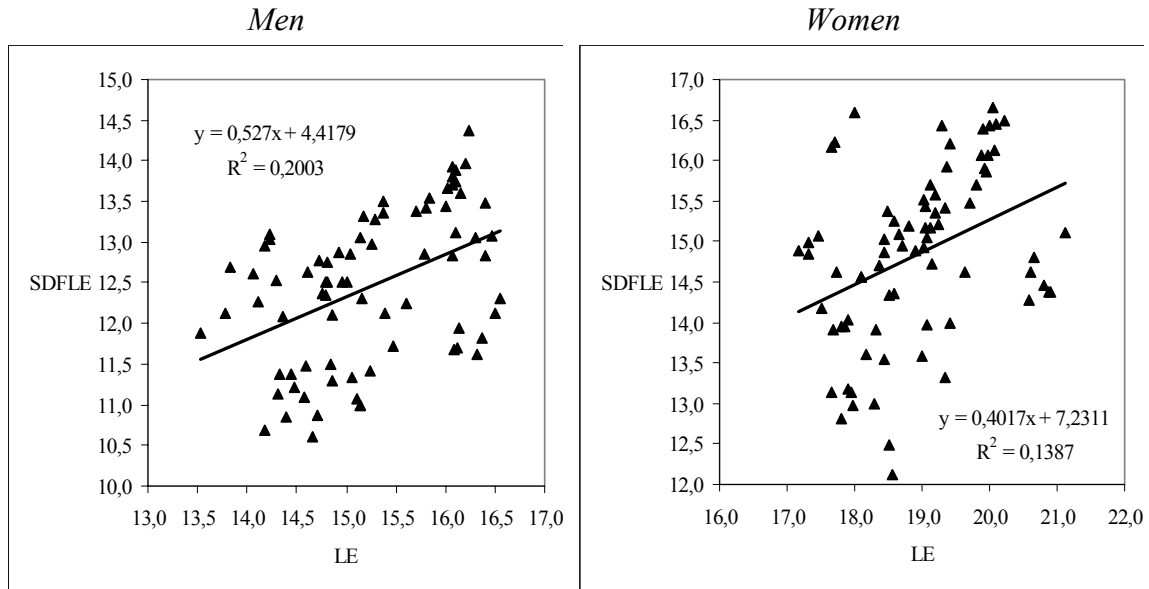 Men
15,0
14,5
14,0
13,5
13,0
12,5
12,0
11,5
11,0
10,5
10,0
SDFLE
y = 0,527x + 4,4179
R² = 0,2003
13,0 13,5 14,0 14,5 15,0 15,5 16,0 16,5 17,0
LE
Women
17,0
16,5
16,0
15,5
15,0
14,5
14,0
13,5
13,0
12,5
12,0
SDFLE
y = 0,4017x + 7,2311
R² = 0,1387
16,0 17,0 18,0 19,0 20,0 21,0 22,0
LE